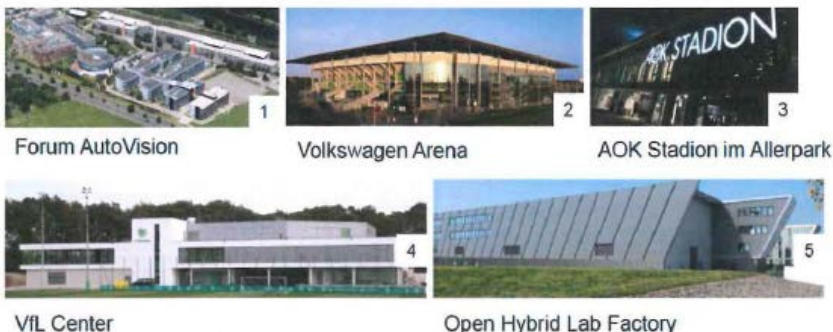 1
2
AOK STADION
3
Forum AutoVision
Volkswagen Arena
AOK Stadion im Allerpark
4
5
VfL Center
Open Hybrid Lab Factory